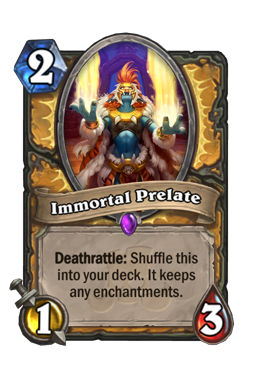 2
Immortal Prelate
Deathrattle: Shuffle this
into your deck. It keeps
any enchantments.
1
3